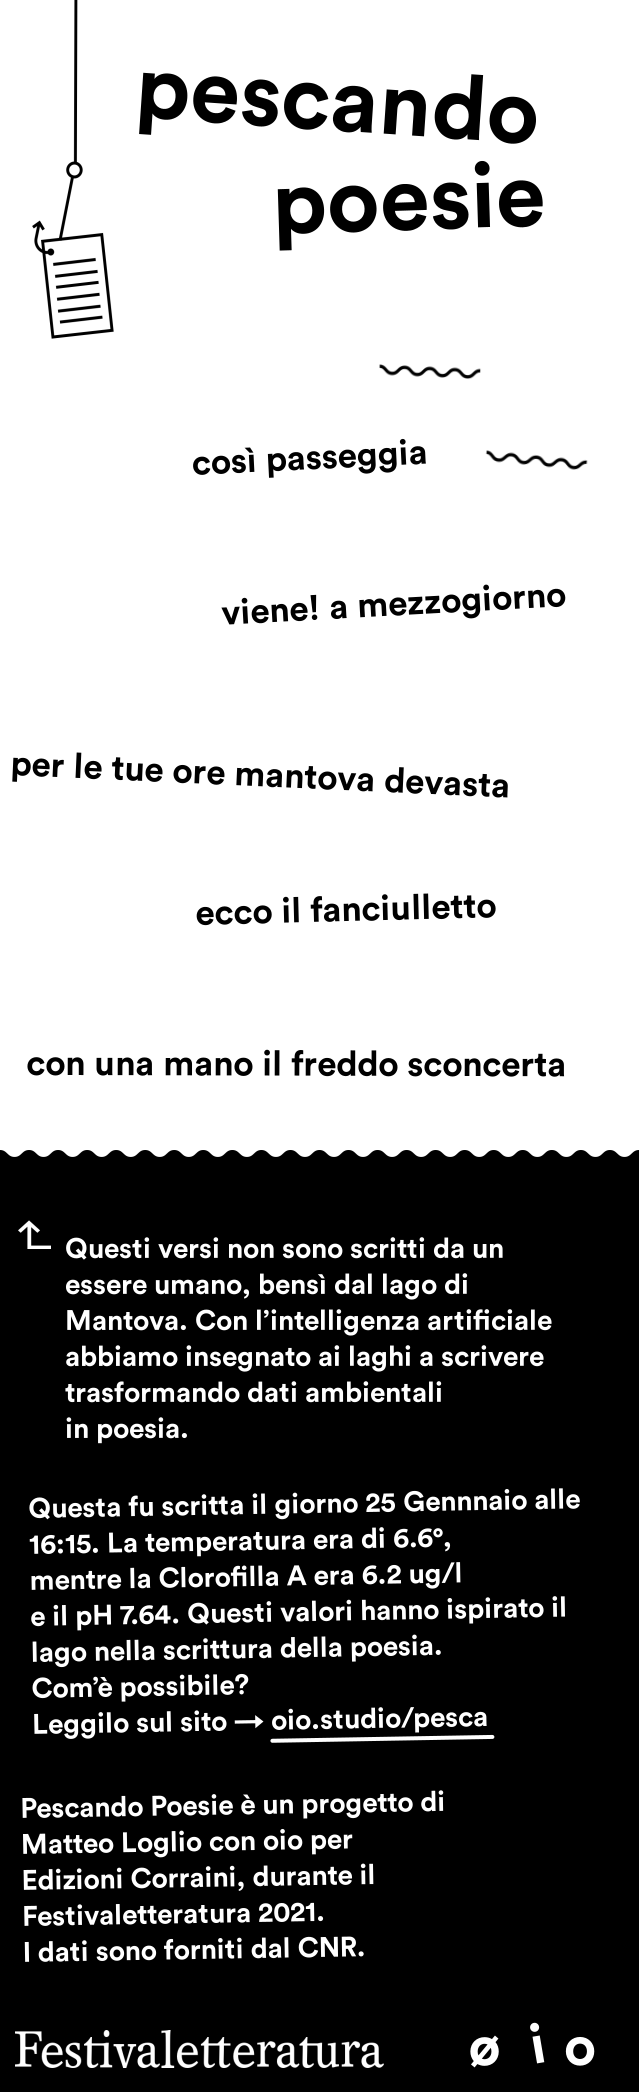 pescando
poesie
così passeggia
viene! a mezzogiorno
per le tue ore mantova devasta
ecco il fanciulletto
con una mano il freddo sconcerta
Questi versi non sono scritti da un
essere umano, bensì dal lago di
Mantova. Con l’intelligenza artificiale
abbiamo insegnato ai laghi a scrivere
trasformando dati ambientali
in poesia.
Questa fu scritta il giorno 25 Gennnaio alle
16:15. La temperatura era di 6.6°,
mentre la Clorofilla A era 6.2 ug/l
e il pH 7.64. Questi valori hanno ispirato il
lago nella scrittura della poesia.
Com’è possibile?
Leggilo sul sito → oio.studio/pesca
Pescando Poesie è un progetto di
Matteo Loglio con oio per
Edizioni Corraini, durante il
Festivaletteratura 2021.
I dati sono forniti dal CNR.
Festivaletteratura ø i o